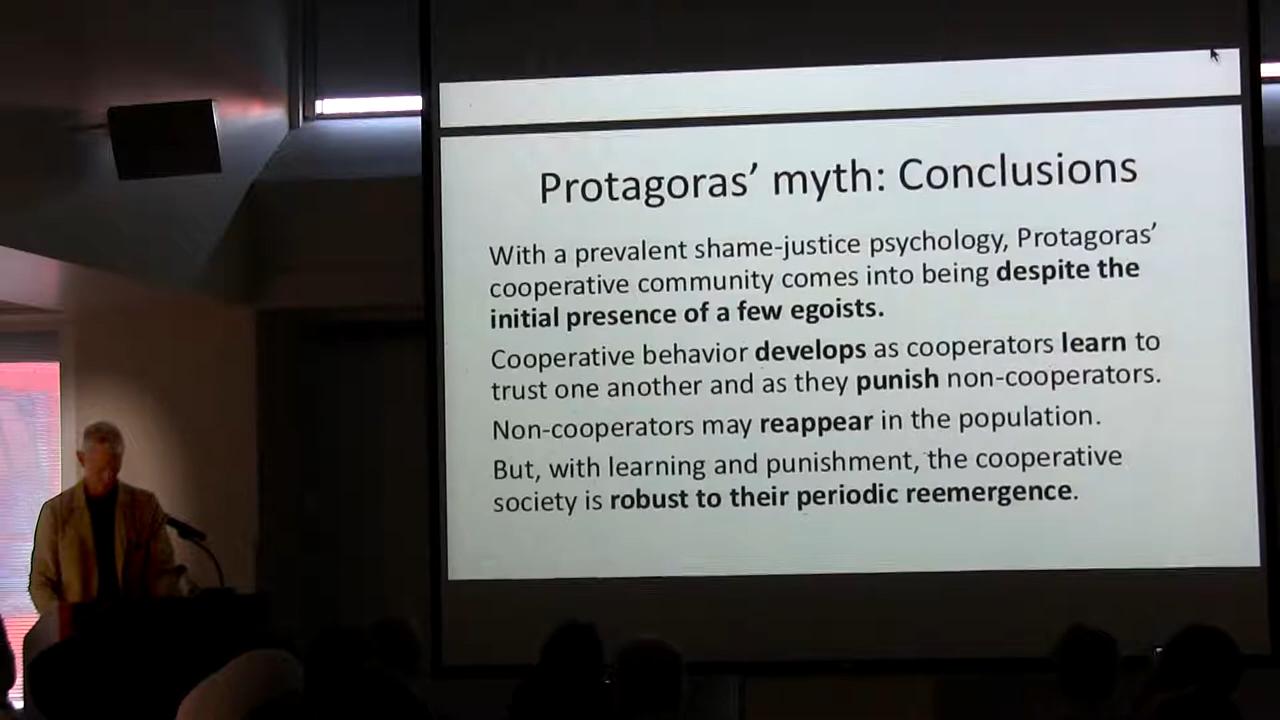 Protagoras’ myth: Conclusions
With a prevalent shame-justice psychology, Protagoras’
cooperative community comes into being despite the
initial presence of a few egoists.
Cooperative behavior develops as cooperators learn to
trust one another and as they punish non-cooperators.
Non-cooperators may reappear in the population.
But, with learning and punishment, the cooperative
society is robust to their periodic reemergence.